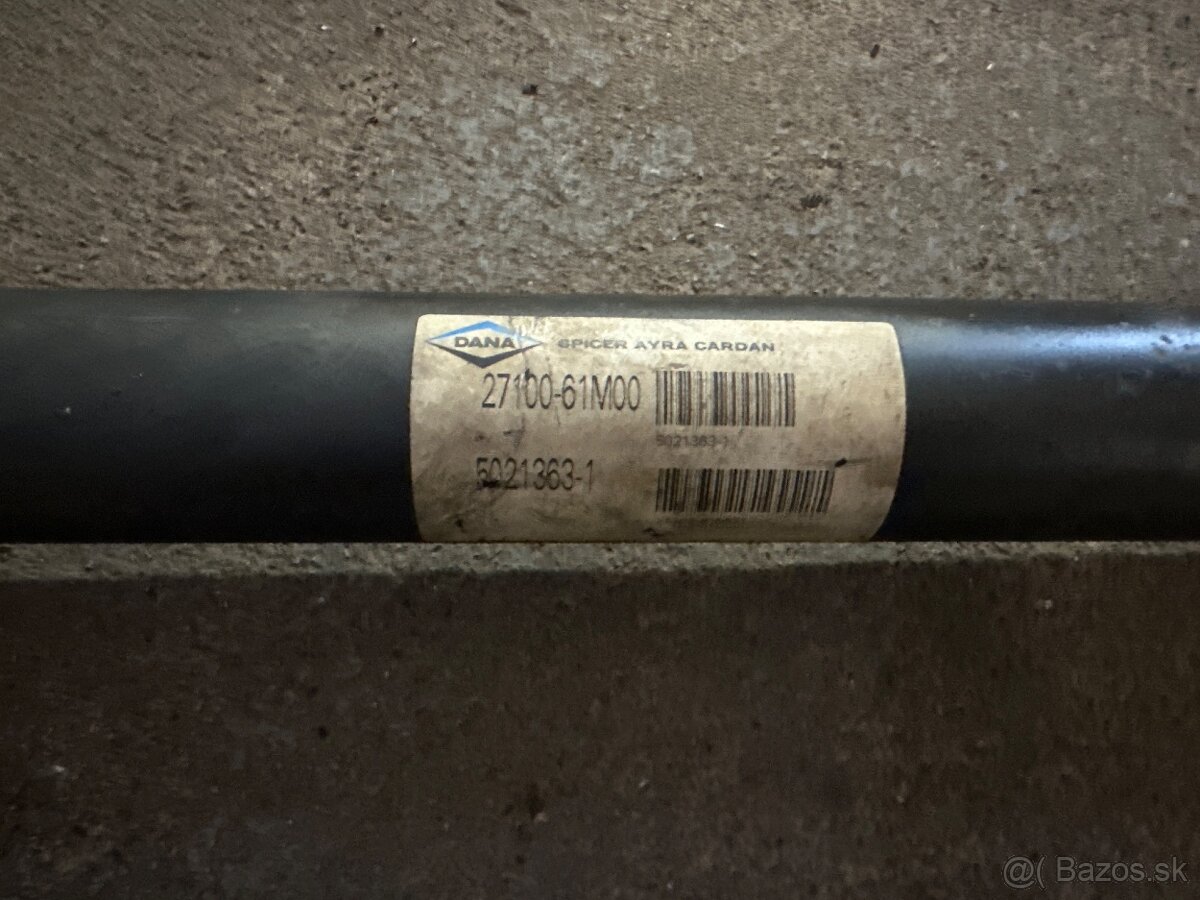 DANA SPICER AYRA CARDAN
27100-61M00
5021363-1
5021363-1
@( Bazos.sk